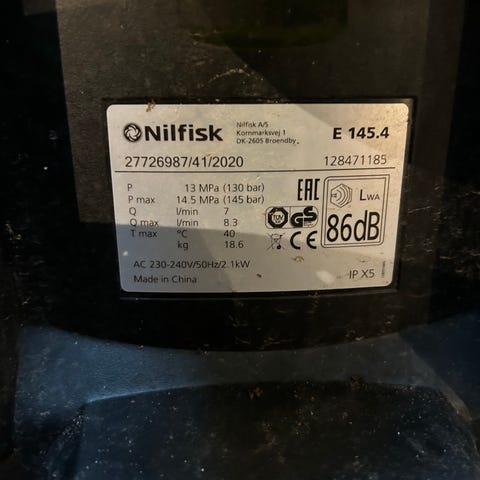 Nilfisk
Nilfisk A/S
Kornmarksvej 1
DK-2605 Broendby
E 145.4
27726987/41/2020 128471185
P 13 MPa (130 bar)
P max 14.5 MPa (145 bar)
Q l/min 7
Q max l/min 8.3
T max °C 40
kg 18.6
EAC
GS
CE
LWA
86dB
AC 230-240V/50Hz/2.1kW
Made in China
IP X5